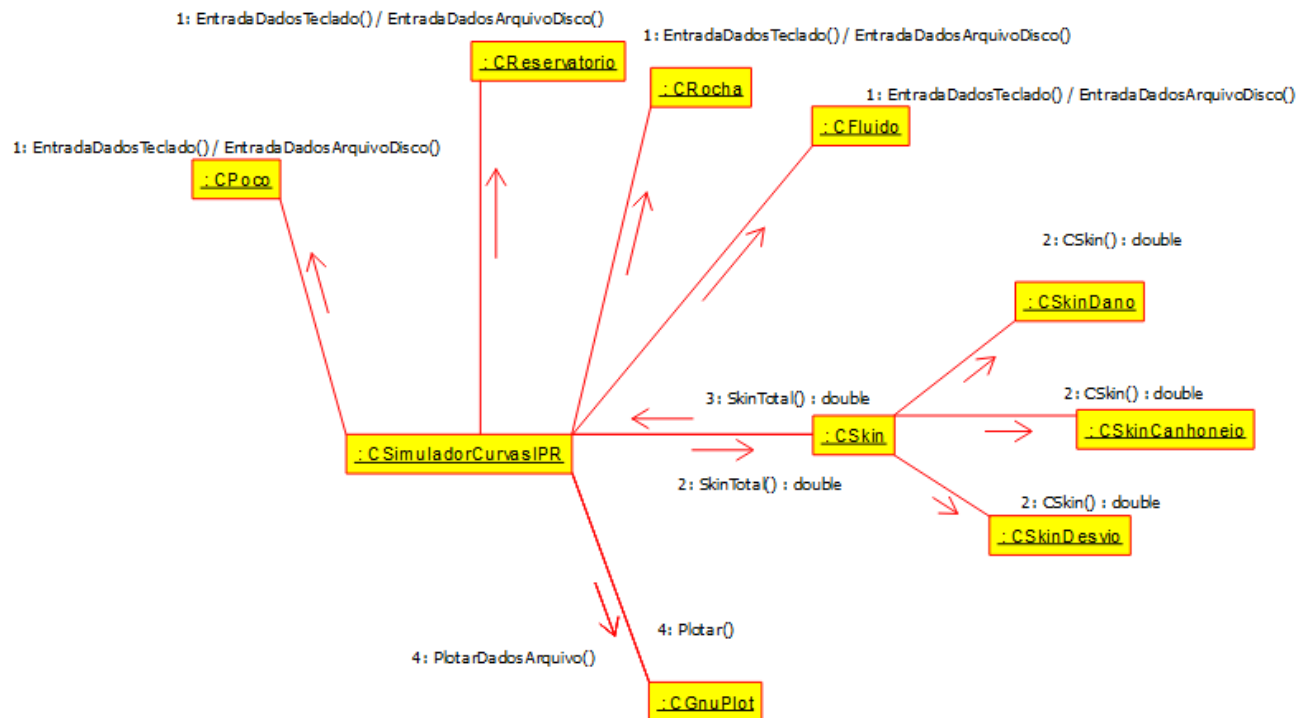 1: EntradaDadosTeclado() / EntradaDadosArquivoDisco()
1: EntradaDadosTeclado() / EntradaDadosArquivoDisco()
: CReservatorio
: CRocha
1: EntradaDadosTeclado() / EntradaDadosArquivoDisco()
: CFluido
1: EntradaDadosTeclado() / EntradaDadosArquivoDisco()
: CPoco
2: CSkin() : double
: CSkinDano
3: SkinTotal() : double
2: CSkin() : double
: CSkin
: CSkinCanhoneio
: CSimuladorCurvasIPR
2: SkinTotal() : double
2: CSkin() : double
: CSkinDesvio
4: Plotar()
4: PlotarDadosArquivo()
: CGnuPlot